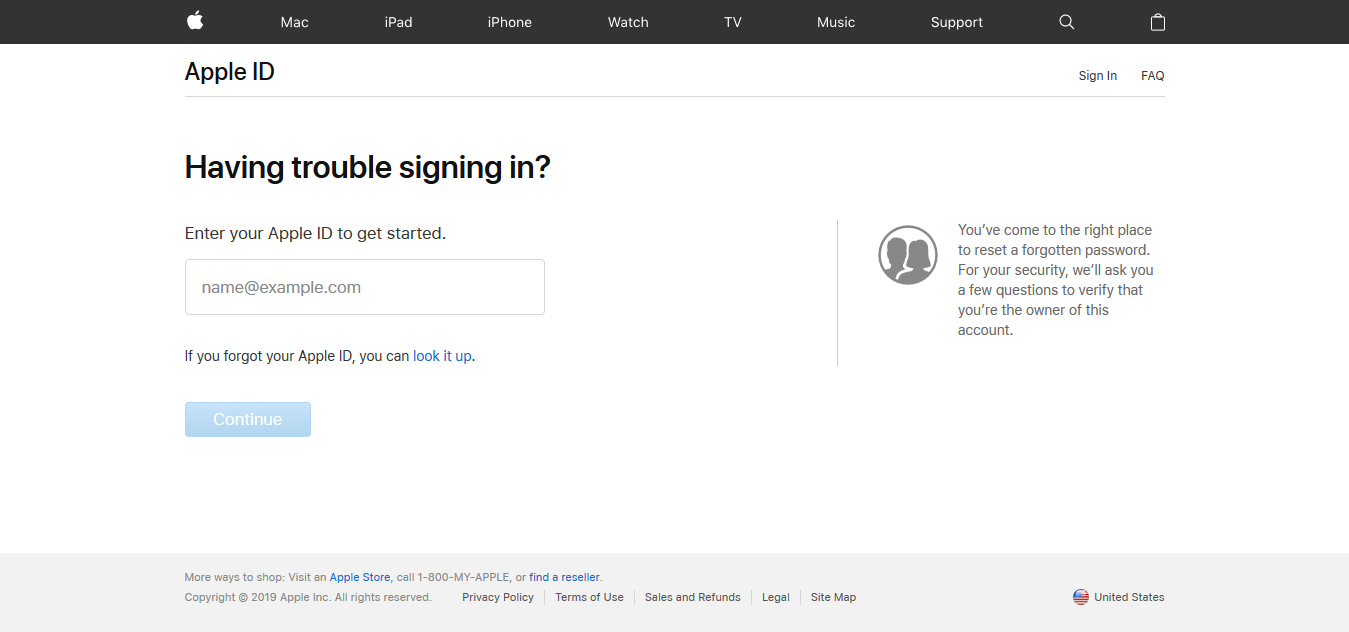 Mac iPad iPhone Watch TV Music Support
Apple ID
Sign In FAQ
Having trouble signing in?
Enter your Apple ID to get started.
name@example.com
If you forgot your Apple ID, you can look it up.
Continue
You’ve come to the right place
to reset a forgotten password.
For your security, we’ll ask you
a few questions to verify that
you’re the owner of this
account.
More ways to shop: Visit an Apple Store, call 1-800-MY-APPLE, or find a reseller.
Copyright © 2019 Apple Inc. All rights reserved. Privacy Policy Terms of Use Sales and Refunds Legal Site Map United States